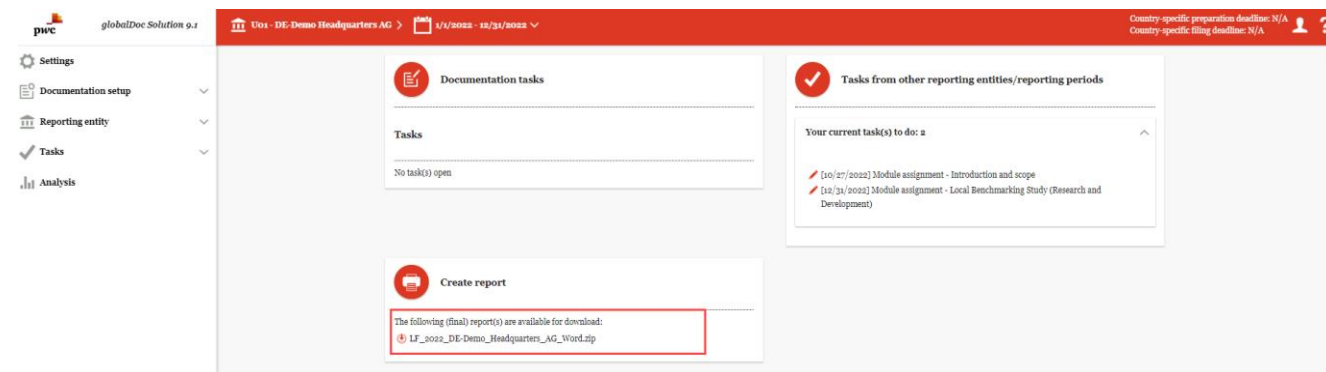 pwc
globalDoc Solution 9.1
U01 - DE-Demo Headquarters AG > 1/1/2022 - 12/31/2022
Country-specific preparation deadline: N/A
Country-specific filing deadline: N/A
?
Settings
Documentation setup
Reporting entity
Tasks
Analysis
Documentation tasks
Tasks
No task(s) open
Tasks from other reporting entities/reporting periods
Your current task(s) to do: 2
[10/27/2022] Module assignment - Introduction and scope
[12/31/2022] Module assignment - Local Benchmarking Study (Research and
Development)
Create report
The following (final) report(s) are available for download:
LF_2022_DE-Demo_Headquarters_AG_Word.zip